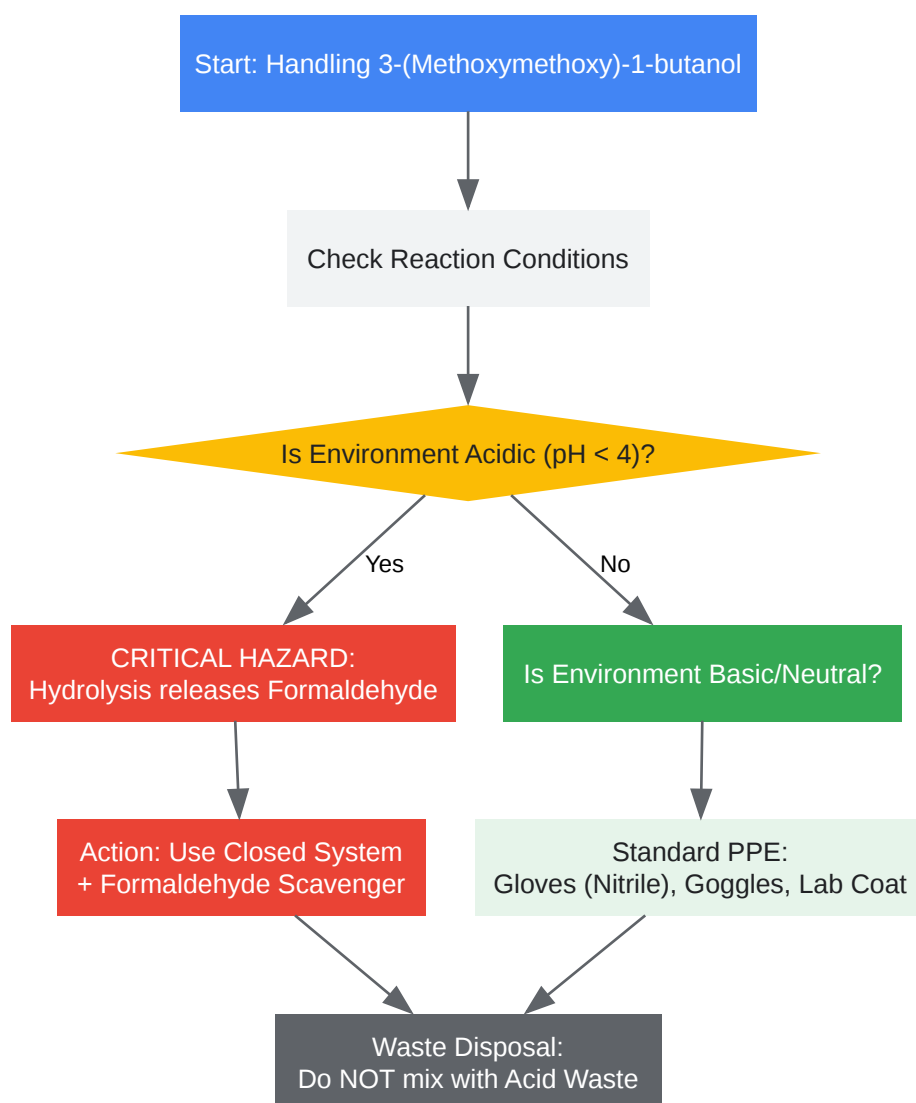 Start: Handling 3-(Methoxymethoxy)-1-butanol
Check Reaction Conditions
Is Environment Acidic (pH < 4)?
Yes
No
CRITICAL HAZARD:
Hydrolysis releases Formaldehyde
Is Environment Basic/Neutral?
Action: Use Closed System
+ Formaldehyde Scavenger
Standard PPE:
Gloves (Nitrile), Goggles, Lab Coat
Waste Disposal:
Do NOT mix with Acid Waste